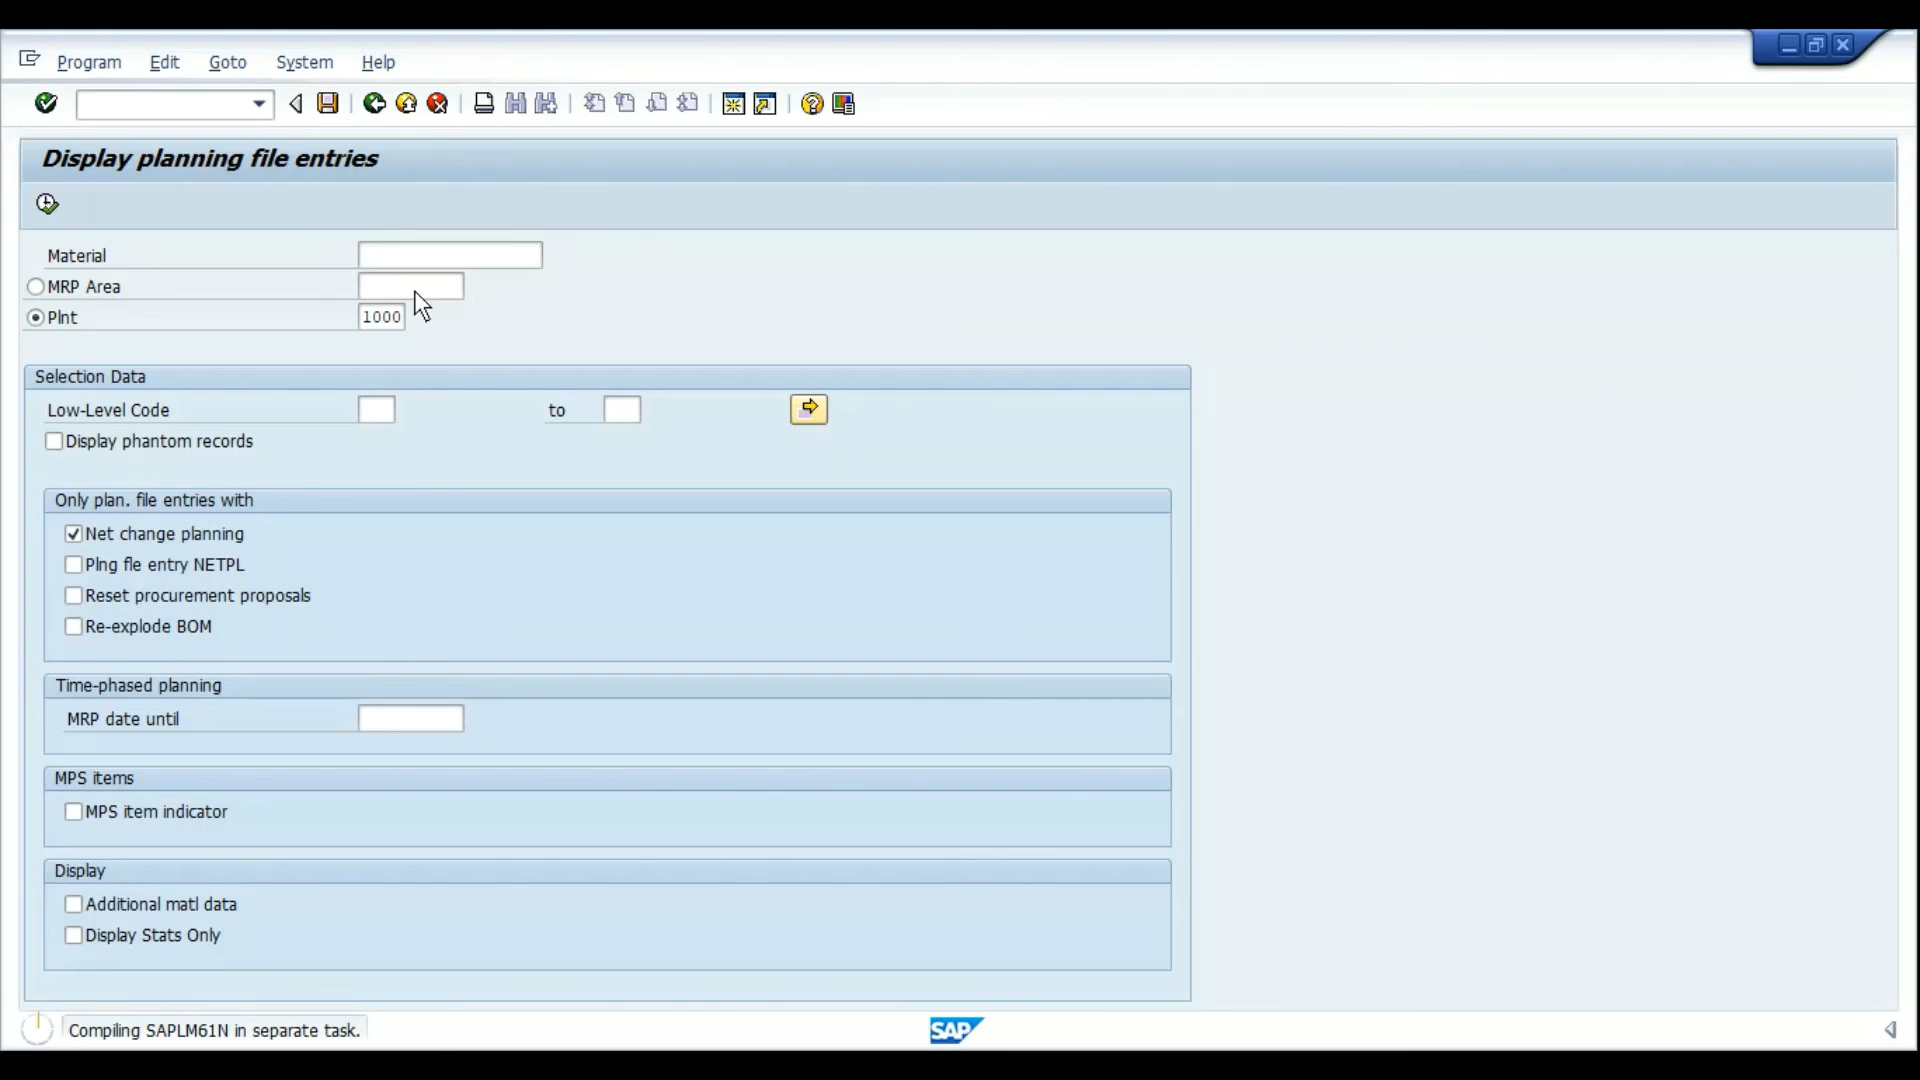 Program Edit Goto System Help
Display planning file entries
Material
MRP Area
Plnt 1000
Selection Data
Low-Level Code to
Display phantom records
Only plan. file entries with
Net change planning
Plng fle entry NETPL
Reset procurement proposals
Re-explode BOM
Time-phased planning
MRP date until
MPS items
MPS item indicator
Display
Additional matl data
Display Stats Only
Compiling SAPLM61N in separate task. SAP